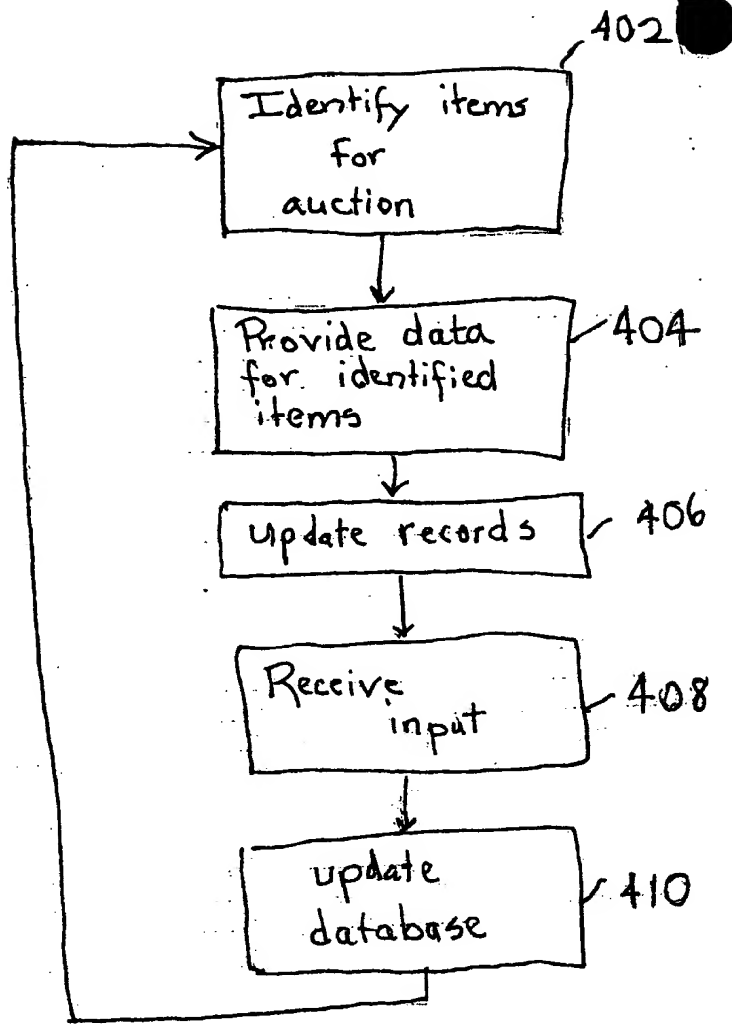 402
Identify items
for
auction
Provide data
for identified
items
404
update records
406
Receive
input
408
update
database
410